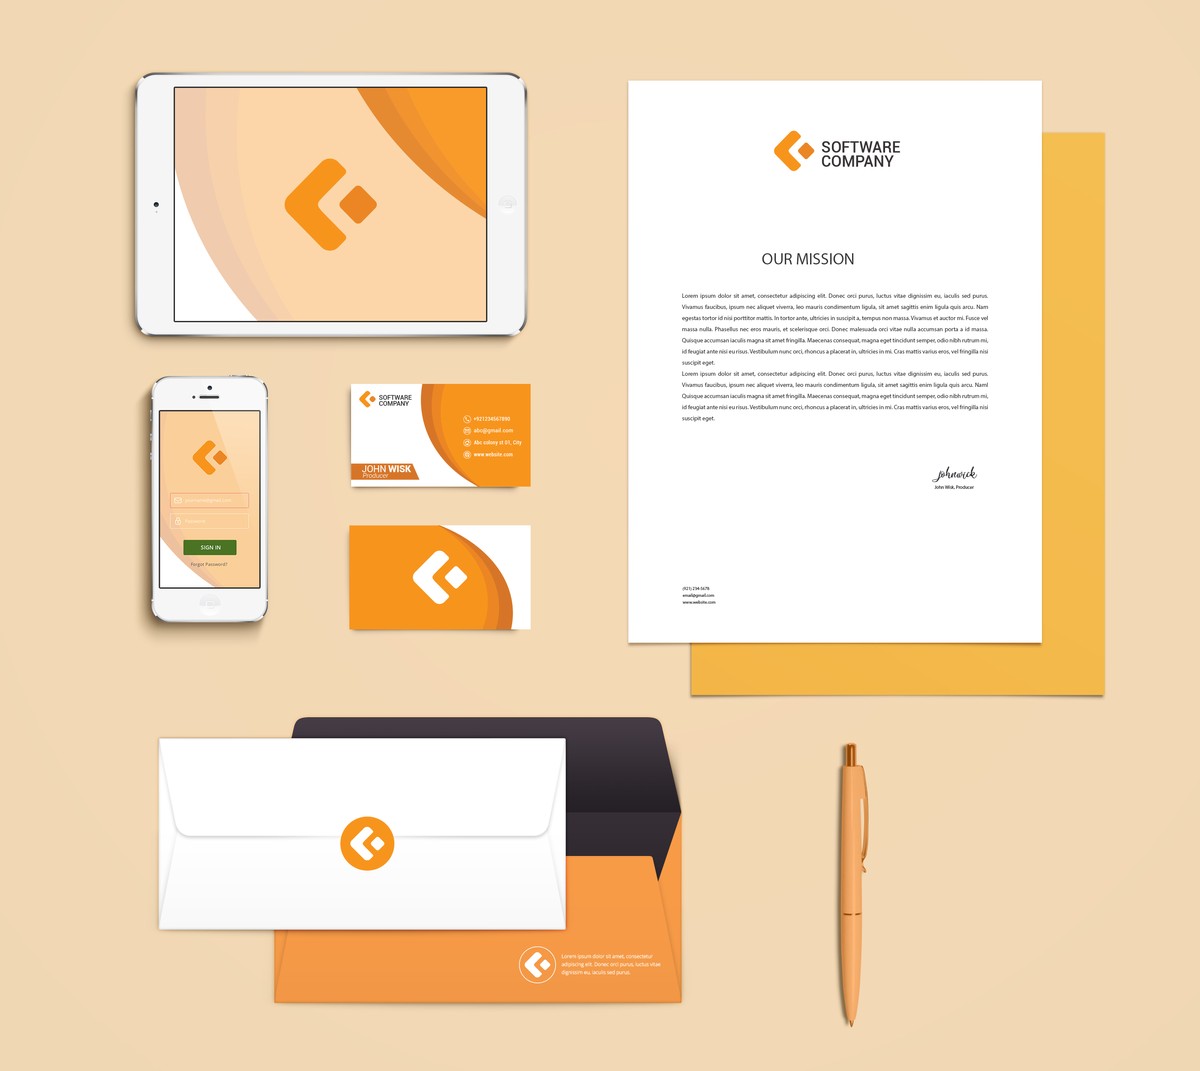 SOFTWARE
COMPANY
OUR MISSION
Lorem ipsum dolor sit amet, consectetur adipiscing elit. Donec orci purus, luctus vitae dignissim eu, iaculis sed purus.
Vivamus faucibus, ipsum nec aliquet viverra, leo mauris condimentum ligula, sit amet sagittis enim ligula quis arcu. Nam
egestas tortor id nisi porttitor mattis. In tortor ante, ultricies in suscipit a, tempus non massa. Vivamus et auctor mi. Fusce vel
massa nulla. Phasellus nec eros mauris, et scelerisque orci. Donec malesuada orci vitae nulla accumsan porta a id massa.
Quisque accumsan iaculis magna sit amet fringilla. Maecenas consequat, magna eget tincidunt semper, odio nibh rutrum mi,
id feugiat ante nisi eu risus. Vestibulum nunc orci, rhoncus a placerat in, ultricies in mi. Cras mattis varius eros, vel fringilla nisi
suscipit eget.
Lorem ipsum dolor sit amet, consectetur adipiscing elit. Donec orci purus, luctus vitae dignissim eu, iaculis sed purus.
Vivamus faucibus, ipsum nec aliquet viverra, leo mauris condimentum ligula, sit amet sagittis enim ligula quis arcu. NamI
Quisque accumsan iaculis magna sit amet fringilla. Maecenas consequat, magna eget tincidunt semper, odio nibh rutrum mi,
id feugiat ante nisi eu risus. Vestibulum nunc orci, rhoncus a placerat in, ultricies in mi. Cras mattis varius eros, vel fringilla nisi
suscipit eget.
johnwick
John Wisk, Producer
(921) 234-5678
email@gmail.com
www.website.com
Password
SIGN IN
Forgot Password?
SOFTWARE
COMPANY
+921234567890
abc@gmail.com
Abc colony st 01, City
www.website.com
JOHN WISK
Producer
Lorem ipsum dolor sit amet, consectetur
adipiscing elit. Donec orci purus, luctus vitae
dignissim eu, iaculis sed purus.